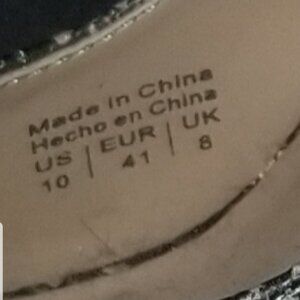 Made in China
Hecho en China
US | EUR | UK
10 | 41 | 8